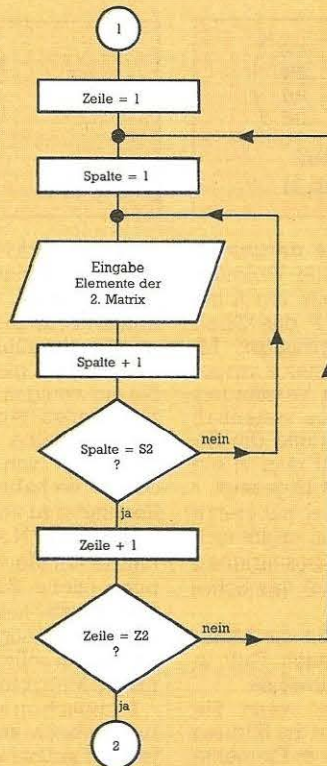 1
Zeile = 1
Spalte = 1
Eingabe
Elemente der
2. Matrix
Spalte + 1
Spalte = S2
?
nein
ja
Zeile + 1
Zeile = Z2
?
nein
ja
2